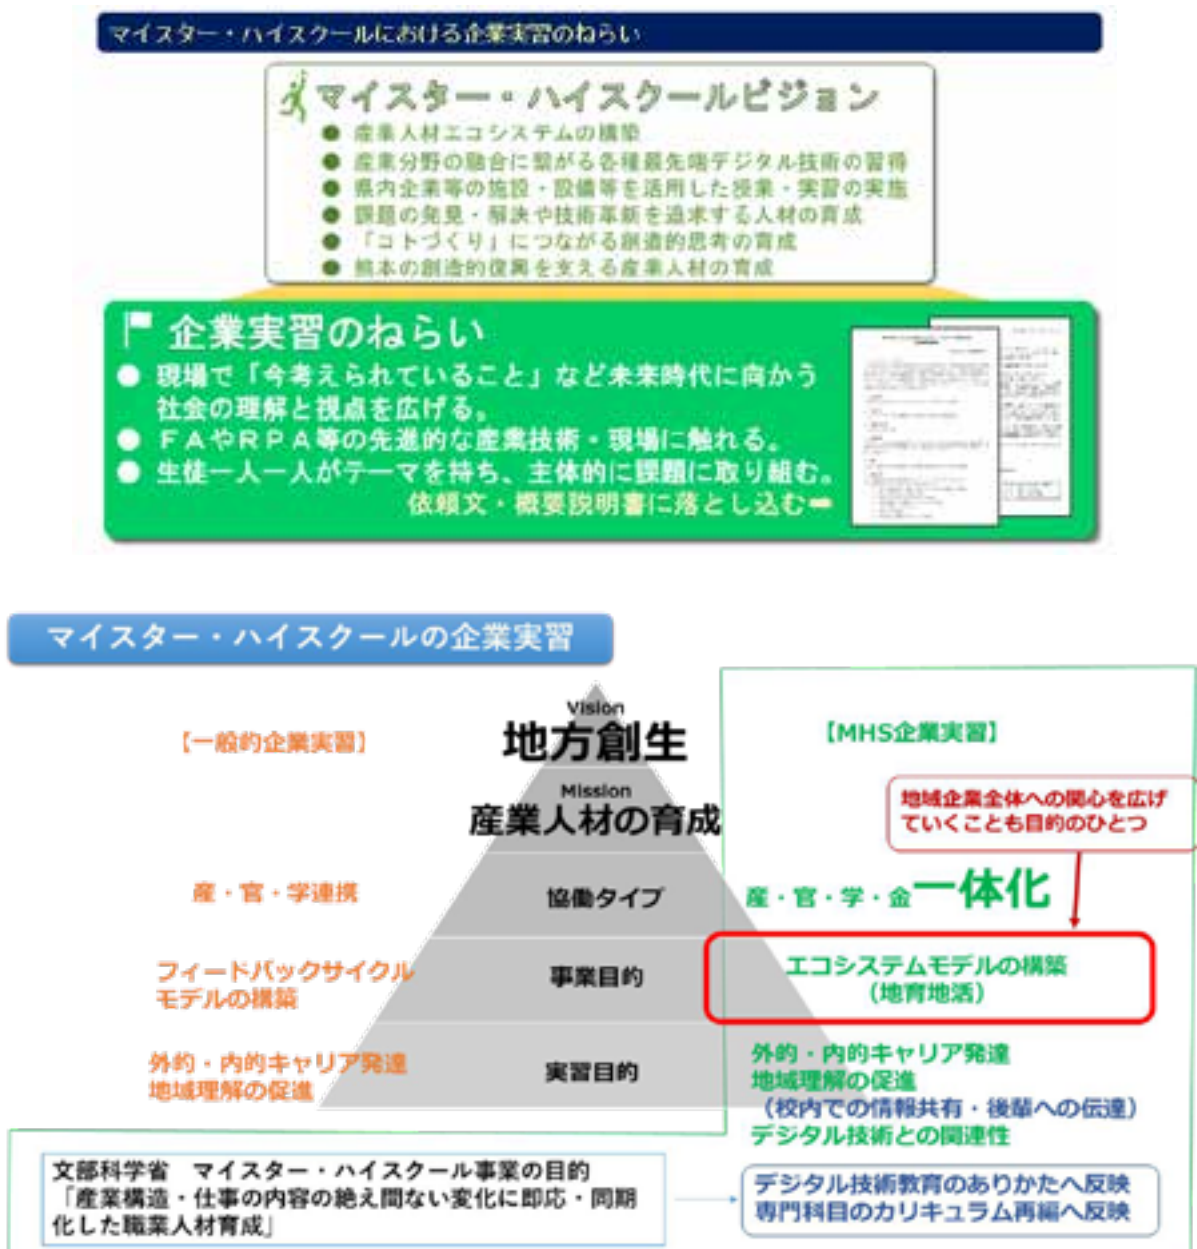 マイスター・ハイスクールにおける企業実習のねらい
マイスター・ハイスクールビジョン
● 産業人材エコシステムの構築
● 産業分野の融合に繋がる各種最先端デジタル技術の習得
● 県内企業等の施設・設備等を活用した授業・実習の実施
● 課題の発見・解決や技術革新を追求する人材の育成
● 「コトづくり」につながる創造的思考の育成
● 熊本の創造的復興を支える産業人材の育成
企業実習のねらい
● 現場で「今考えられていること」など未来時代に向かう
社会の理解と視点を広げる。
● ＦＡやＲＰＡ等の先進的な産業技術・現場に触れる。
● 生徒一人一人がテーマを持ち、主体的に課題に取り組む。
依頼文・概要説明書に落とし込む➡
マイスター・ハイスクールの企業実習
【一般的企業実習】
Vision
地方創生
【MHS企業実習】
Mission
産業人材の育成
地域企業全体への関心を広げ
ていくことも目的のひとつ
産・官・学連携
協働タイプ
産・官・学・金一体化
フィードバックサイクル
モデルの構築
事業目的
エコシステムモデルの構築
（地育地活）
外的・内的キャリア発達
地域理解の促進
実習目的
外的・内的キャリア発達
地域理解の促進
（校内での情報共有・後輩への伝達）
デジタル技術との関連性
文部科学省　マイスター・ハイスクール事業の目的
「産業構造・仕事の内容の絶え間ない変化に即応・同期
化した職業人材育成」
デジタル技術教育のありかたへ反映
専門科目のカリキュラム再編へ反映